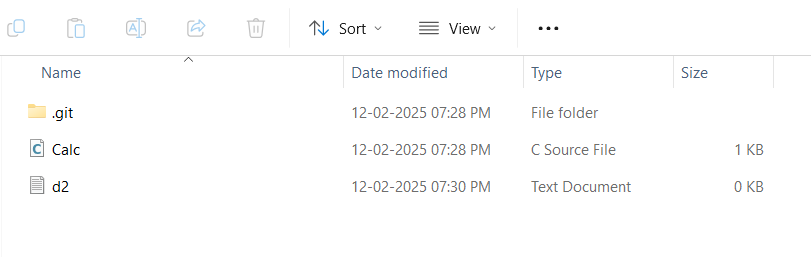 Sort View
Name Date modified Type Size
.git 12-02-2025 07:28 PM File folder
Calc 12-02-2025 07:28 PM C Source File 1 KB
d2 12-02-2025 07:30 PM Text Document 0 KB